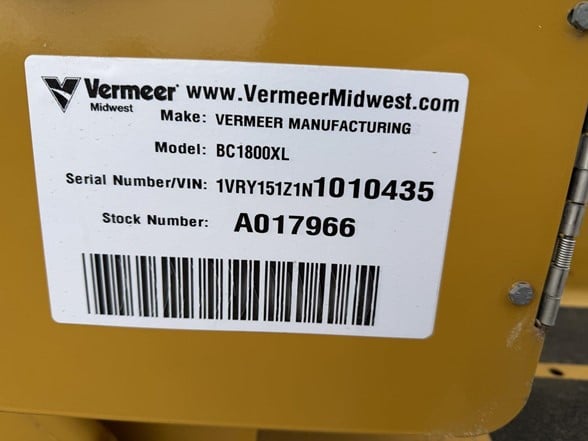 Vermeer www.VermeerMidwest.com
Midwest
Make: VERMEER MANUFACTURING
Model: BC1800XL
Serial Number/VIN: 1VRY151Z1N1010435
Stock Number: A017966